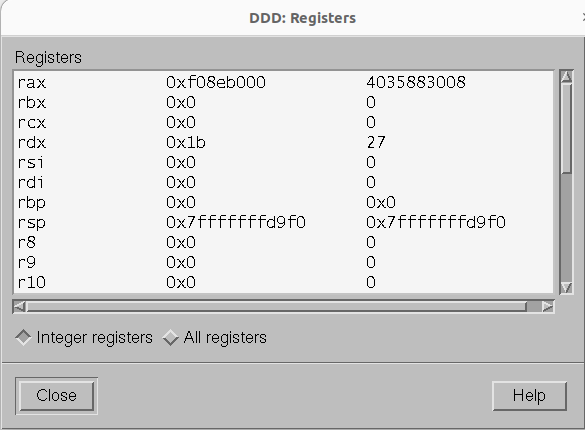 DDD: Registers
Registers
rax 0xf08eb000 4035883008
rbx 0x0 0
rcx 0x0 0
rdx 0x1b 27
rsi 0x0 0
rdi 0x0 0
rbp 0x0 0x0
rsp 0x7fffffffd9f0 0x7fffffffd9f0
r8 0x0 0
r9 0x0 0
r10 0x0 0
Integer registers All registers
Close Help